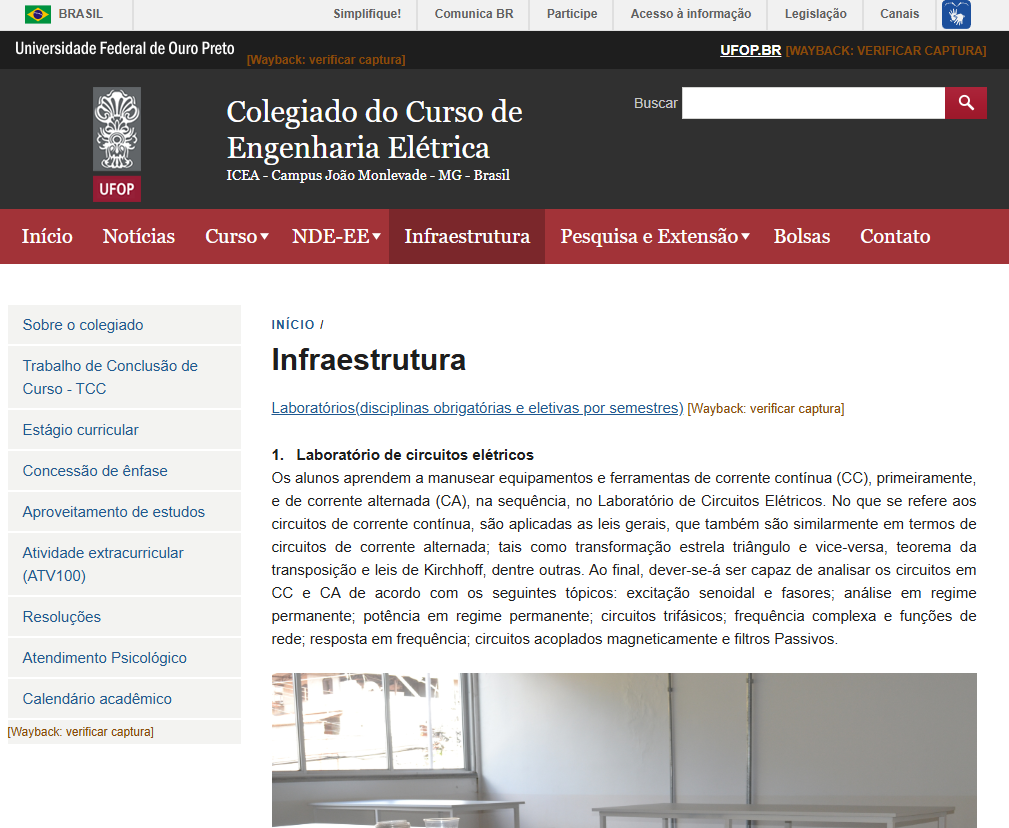 BRASIL
Simplifique!
Comunica BR
Participe
Acesso à informação
Legislação
Canais
Universidade Federal de Ouro Preto
[Wayback: verificar captura]
UFOP.BR [WAYBACK: VERIFICAR CAPTURA]
UFOP
Colegiado do Curso de
Engenharia Elétrica
ICEA - Campus João Monlevade - MG - Brasil
Buscar
Início
Notícias
Curso
NDE-EE
Infraestrutura
Pesquisa e Extensão
Bolsas
Contato
Sobre o colegiado
Trabalho de Conclusão de
Curso - TCC
Estágio curricular
Concessão de ênfase
Aproveitamento de estudos
Atividade extracurricular
(ATV100)
Resoluções
Atendimento Psicológico
Calendário acadêmico
[Wayback: verificar captura]
INÍCIO /
Infraestrutura
Laboratórios(disciplinas obrigatórias e eletivas por semestres) [Wayback: verificar captura]
1. Laboratório de circuitos elétricos
Os alunos aprendem a manusear equipamentos e ferramentas de corrente contínua (CC), primeiramente,
e de corrente alternada (CA), na sequência, no Laboratório de Circuitos Elétricos. No que se refere aos
circuitos de corrente contínua, são aplicadas as leis gerais, que também são similarmente em termos de
circuitos de corrente alternada; tais como transformação estrela triângulo e vice-versa, teorema da
transposição e leis de Kirchhoff, dentre outras. Ao final, dever-se-á ser capaz de analisar os circuitos em
CC e CA de acordo com os seguintes tópicos: excitação senoidal e fasores; análise em regime
permanente; potência em regime permanente; circuitos trifásicos; frequência complexa e funções de
rede; resposta em frequência; circuitos acoplados magneticamente e filtros Passivos.